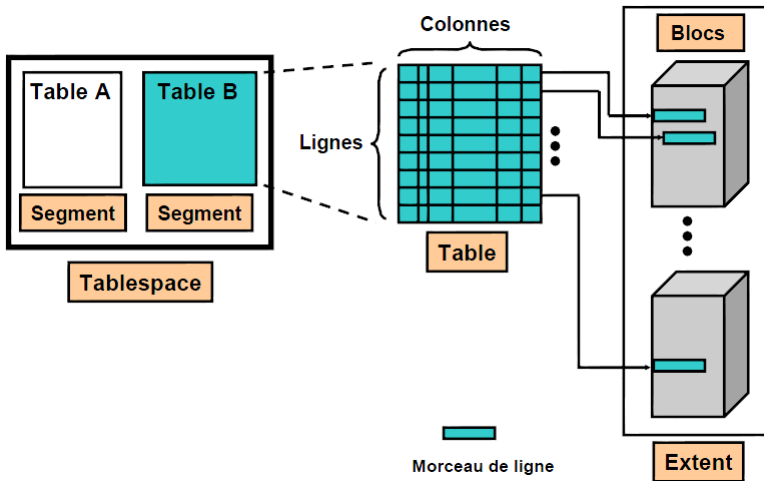 Colonnes
Blocs
Table A
Table B
Lignes
Segment
Segment
Table
Tablespace
Morceau de ligne
Extent